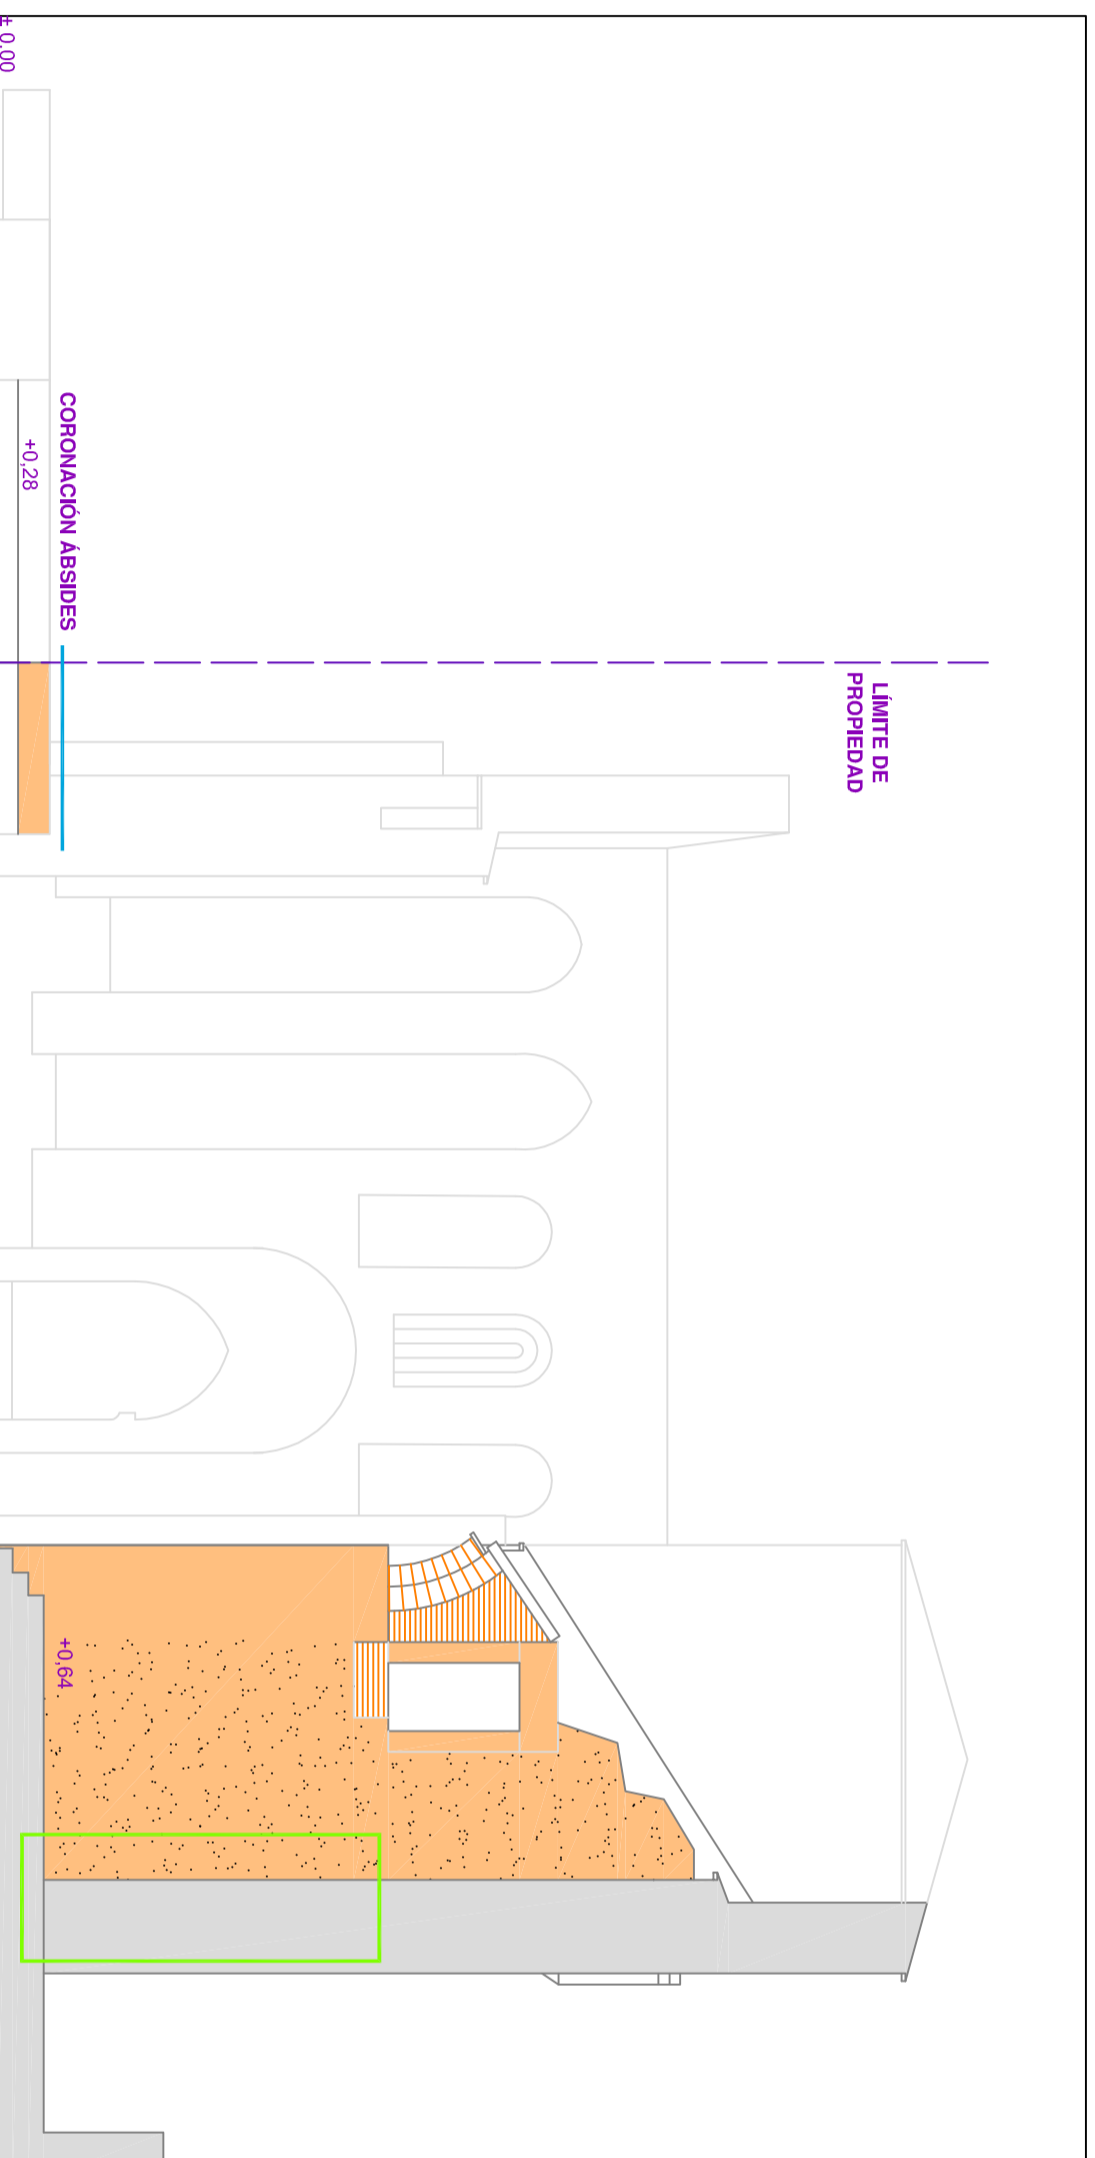 ± 0.00
CORONACIÓN ÁBSIDES
+0,28
LÍMITE DE
PROPIEDAD
+0,64